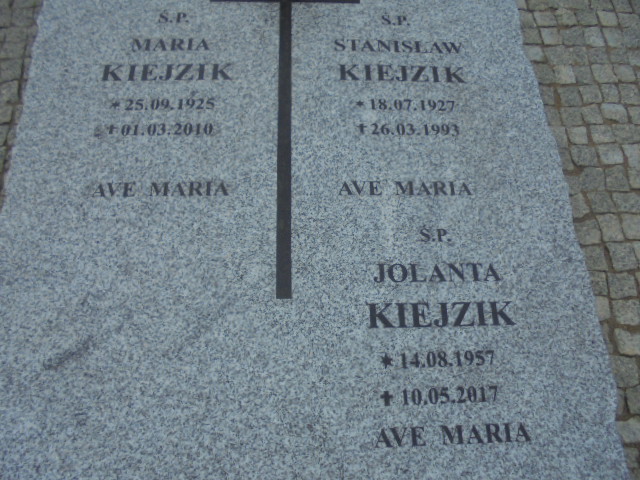 Ś.P.
MARIA
KIEJZIK
* 25.09.1925
✝ 01.03.2010
AVE MARIA
Ś.P.
STANISŁAW
KIEJZIK
* 18.07.1927
✝ 26.03.1993
AVE MARIA
Ś.P.
JOLANTA
KIEJZIK
* 14.08.1957
✝ 10.05.2017
AVE MARIA